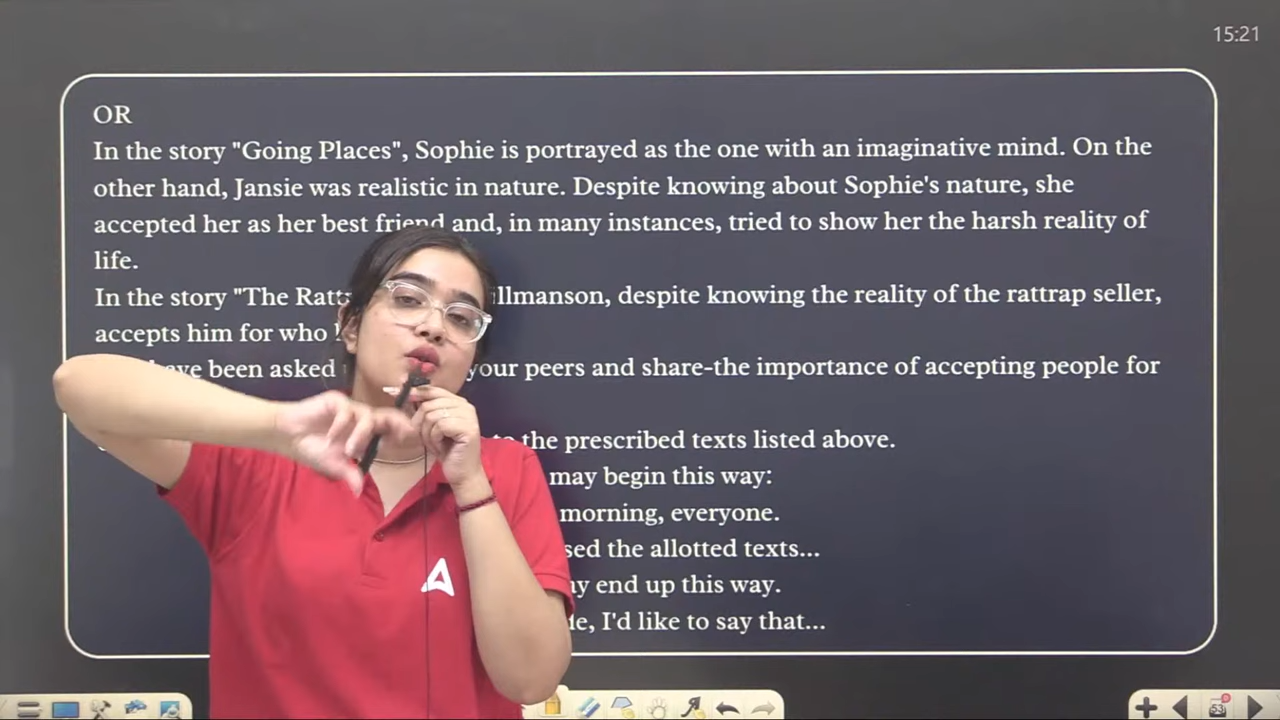 15:21
OR
In the story "Going Places", Sophie is portrayed as the one with an imaginative mind. On the
other hand, Jansie was realistic in nature. Despite knowing about Sophie's nature, she
accepted her as her best friend and, in many instances, tried to show her the harsh reality of
life.
In the story "The Ratt illmanson, despite knowing the reality of the rattrap seller,
accepts him for who
been asked your peers and share-the importance of accepting people for
the prescribed texts listed above.
may begin this way:
morning, everyone.
sed the allotted texts...
end up this way.
I'd like to say that...
53